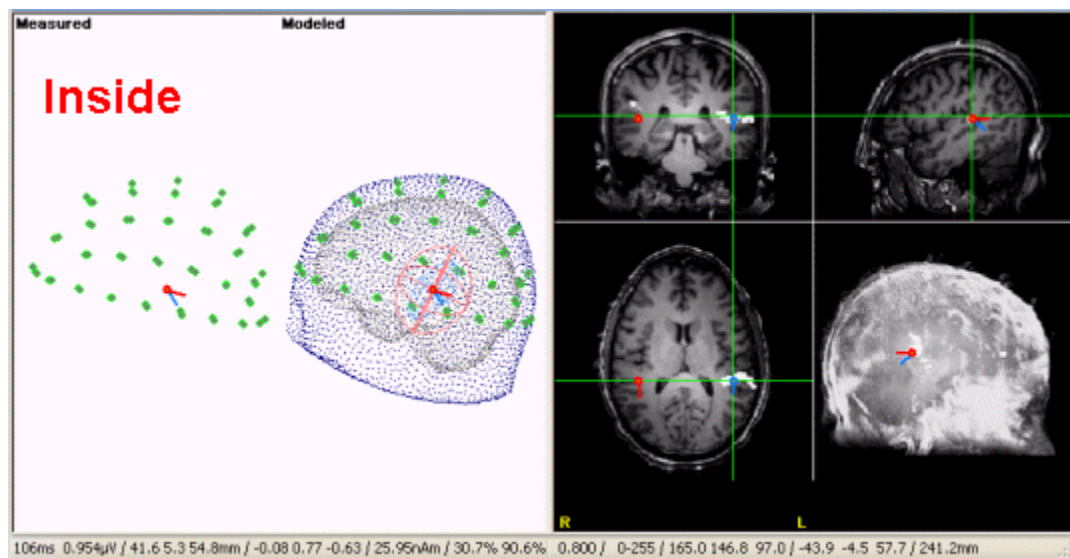 Measured Modeled
Inside
R L
106ms 0.954µV / 41.6 5.3 54.8mm / -0.08 0.77 -0.63 / 25.95nAm / 30.7% 90.6% 0.800 / 0-255 / 165.0 146.8 97.0 / -43.9 -4.5 57.7 / 241.2mm